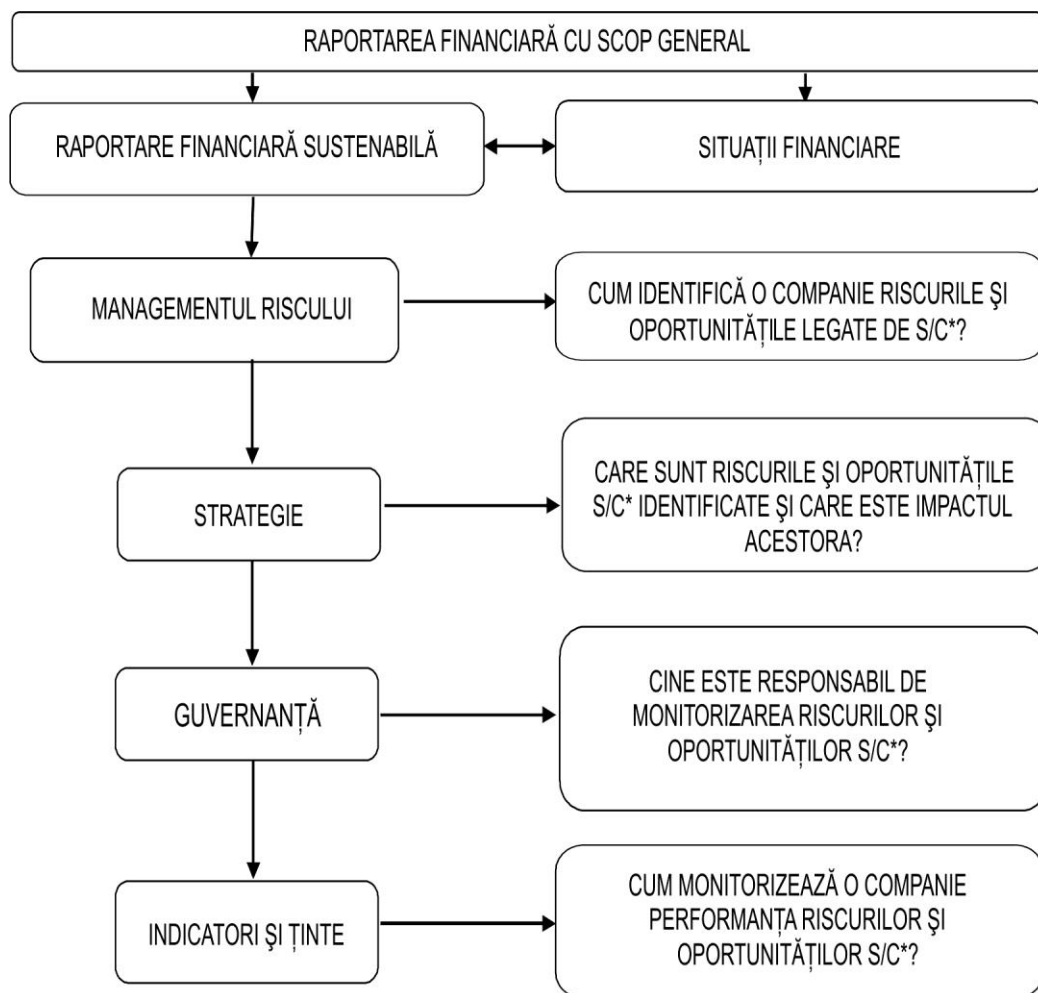 RAPORTAREA FINANCIARĂ CU SCOP GENERAL
RAPORTARE FINANCIARĂ SUSTENABILĂ
SITUAȚII FINANCIARE
MANAGEMENTUL RISCULUI
CUM IDENTIFICĂ O COMPANIE RISCURILE ŞI
OPORTUNITĂȚILE LEGATE DE S/C*?
STRATEGIE
CARE SUNT RISCURILE ŞI OPORTUNITĂȚILE
S/C* IDENTIFICATE ŞI CARE ESTE IMPACTUL
ACESTORA?
GUVERNANȚĂ
CINE ESTE RESPONSABIL DE
MONITORIZAREA RISCURILOR ŞI
OPORTUNITĂȚILOR S/C*?
INDICATORI ŞI ȚINTE
CUM MONITORIZEAZĂ O COMPANIE
PERFORMANȚA RISCURILOR ŞI
OPORTUNITĂȚILOR S/C*?